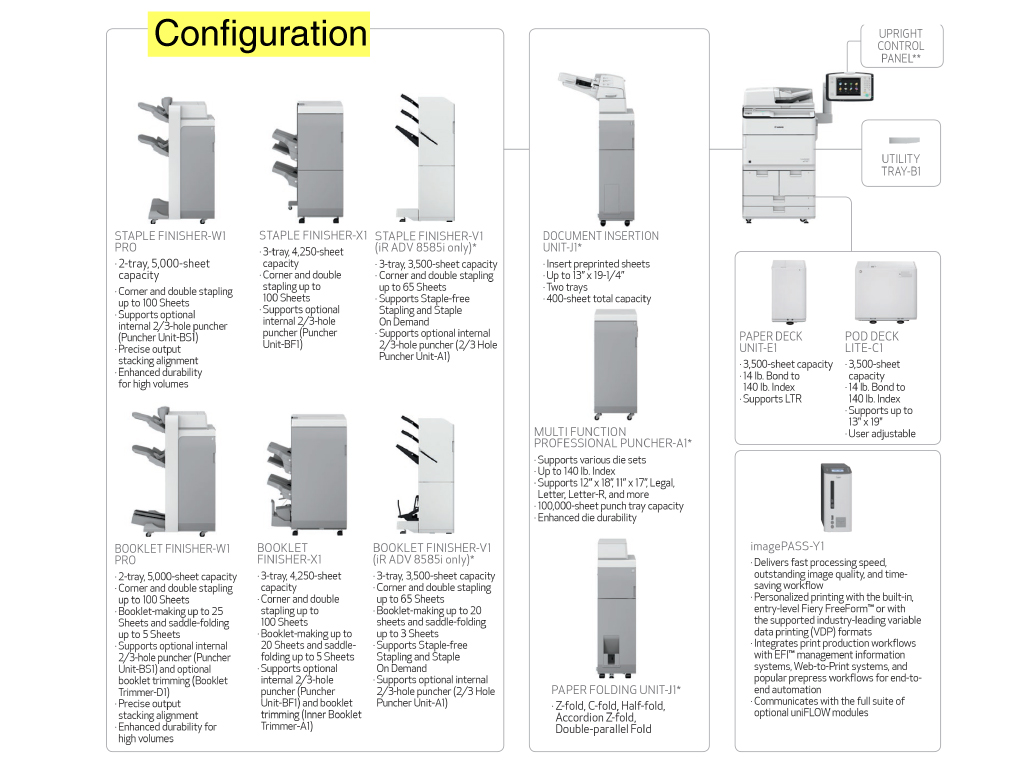 Configuration
UPRIGHT
CONTROL
PANEL**
UTILITY
TRAY-B1
STAPLE FINISHER-W1
PRO
· 2-tray, 5,000-sheet
capacity
· Corner and double stapling
up to 100 Sheets
· Supports optional
internal 2/3-hole puncher
(Puncher Unit-BS1)
· Precise output
stacking alignment
· Enhanced durability
for high volumes
STAPLE FINISHER-X1
· 3-tray, 4,250-sheet
capacity
· Corner and double
stapling up to
100 Sheets
· Supports optional
internal 2/3-hole
puncher (Puncher
Unit-BF1)
STAPLE FINISHER-V1
(iR ADV 8585i only)*
· 3-tray, 3,500-sheet capacity
· Corner and double stapling
up to 65 Sheets
· Supports Staple-free
Stapling and Staple
On Demand
· Supports optional internal
2/3-hole puncher (2/3 Hole
Puncher Unit-A1)
BOOKLET FINISHER-W1
PRO
· 2-tray, 5,000-sheet capacity
· Corner and double stapling
up to 100 Sheets
· Booklet-making up to 25
Sheets and saddle-folding
up to 5 Sheets
· Supports optional internal
2/3-hole puncher (Puncher
Unit-BS1) and optional
booklet trimming (Booklet
Trimmer-D1)
· Precise output
stacking alignment
· Enhanced durability for
high volumes
BOOKLET
FINISHER-X1
· 3-tray, 4,250-sheet
capacity
· Corner and double
stapling up to
100 Sheets
· Booklet-making up to
20 Sheets and saddle-
folding up to 5 Sheets
· Supports optional
internal 2/3-hole
puncher (Puncher
Unit-BF1) and booklet
trimming (Inner Booklet
Trimmer-A1)
BOOKLET FINISHER-V1
(iR ADV 8585i only)*
· 3-tray, 3,500-sheet capacity
· Corner and double stapling
up to 65 Sheets
· Booklet-making up to 20
sheets and saddle-folding
up to 3 Sheets
· Supports Staple-free
Stapling and Staple
On Demand
· Supports optional internal
2/3-hole puncher (2/3 Hole
Puncher Unit-A1)
DOCUMENT INSERTION
UNIT-J1*
· Insert preprinted sheets
· Up to 13" x 19-1/4"
· Two trays
· 400-sheet total capacity
MULTI FUNCTION
PROFESSIONAL PUNCHER-A1*
· Supports various die sets
· Up to 140 lb. Index
· Supports 12" x 18", 11" x 17", Legal,
Letter, Letter-R, and more
· 100,000-sheet punch tray capacity
· Enhanced die durability
PAPER FOLDING UNIT-J1*
· Z-fold, C-fold, Half-fold,
Accordion Z-fold,
Double-parallel Fold
Canon
PAPER DECK
UNIT-E1
· 3,500-sheet capacity
· 14 lb. Bond to
140 lb. Index
· Supports LTR
POD DECK
LITE-C1
· 3,500-sheet
capacity
· 14 lb. Bond to
140 lb. Index
· Supports up to
13" x 19"
· User adjustable
imagePASS-Y1
· Delivers fast processing speed,
outstanding image quality, and time-
saving workflow
· Personalized printing with the built-in,
entry-level Fiery FreeForm™ or with
the supported industry-leading variable
data printing (VDP) formats
· Integrates print production workflows
with EFI™ management information
systems, Web-to-Print systems, and
popular prepress workflows for end-to-
end automation
· Communicates with the full suite of
optional uniFLOW modules